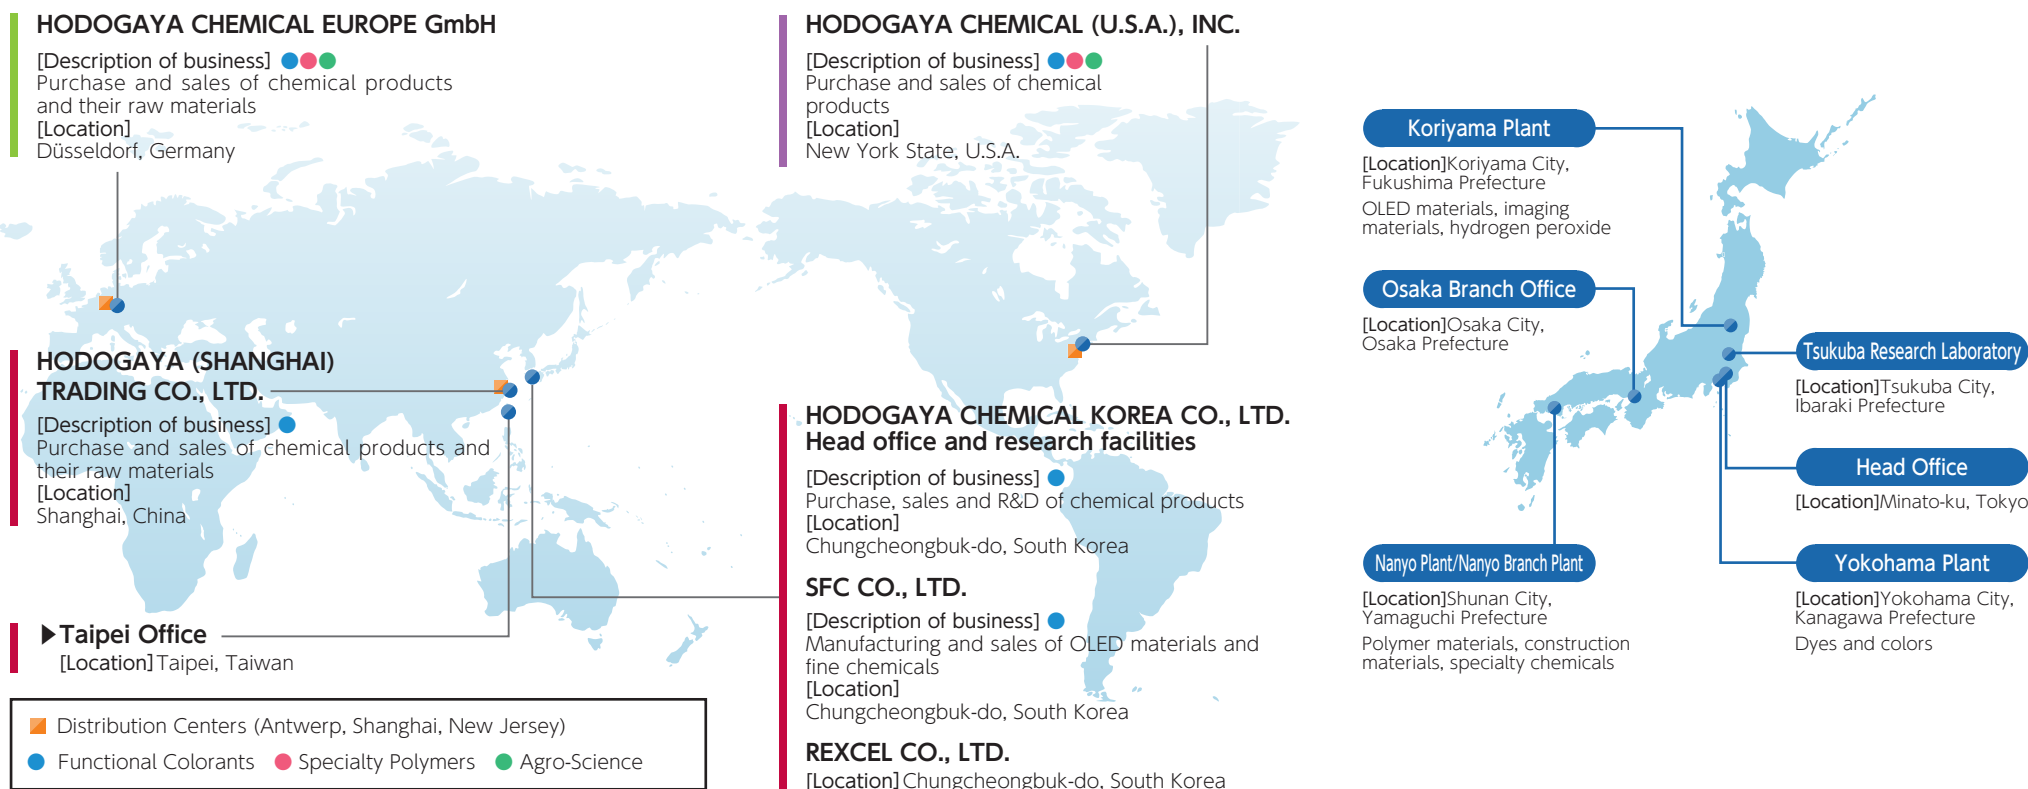 HODOGAYA CHEMICAL EUROPE GmbH
[Description of business]
Purchase and sales of chemical products
and their raw materials
[Location]
Düsseldorf, Germany
HODOGAYA (SHANGHAI)
TRADING CO., LTD.
[Description of business]
Purchase and sales of chemical products and
their raw materials
[Location]
Shanghai, China
▶Taipei Office
[Location] Taipei, Taiwan
Distribution Centers (Antwerp, Shanghai, New Jersey)
Functional Colorants Specialty Polymers Agro-Science
HODOGAYA CHEMICAL (U.S.A.), INC.
[Description of business]
Purchase and sales of chemical
products
[Location]
New York State, U.S.A.
HODOGAYA CHEMICAL KOREA CO., LTD.
Head office and research facilities
[Description of business]
Purchase, sales and R&D of chemical products
[Location]
Chungcheongbuk-do, South Korea
SFC CO., LTD.
[Description of business]
Manufacturing and sales of OLED materials and
fine chemicals
[Location]
Chungcheongbuk-do, South Korea
REXCEL CO., LTD.
[Location] Chungcheongbuk-do, South Korea
Koriyama Plant
[Location]Koriyama City,
Fukushima Prefecture
OLED materials, imaging
materials, hydrogen peroxide
Osaka Branch Office
[Location]Osaka City,
Osaka Prefecture
Nanyo Plant/Nanyo Branch Plant
[Location]Shunan City,
Yamaguchi Prefecture
Polymer materials, construction
materials, specialty chemicals
Tsukuba Research Laboratory
[Location]Tsukuba City,
Ibaraki Prefecture
Head Office
[Location]Minato-ku, Tokyo
Yokohama Plant
[Location]Yokohama City,
Kanagawa Prefecture
Dyes and colors